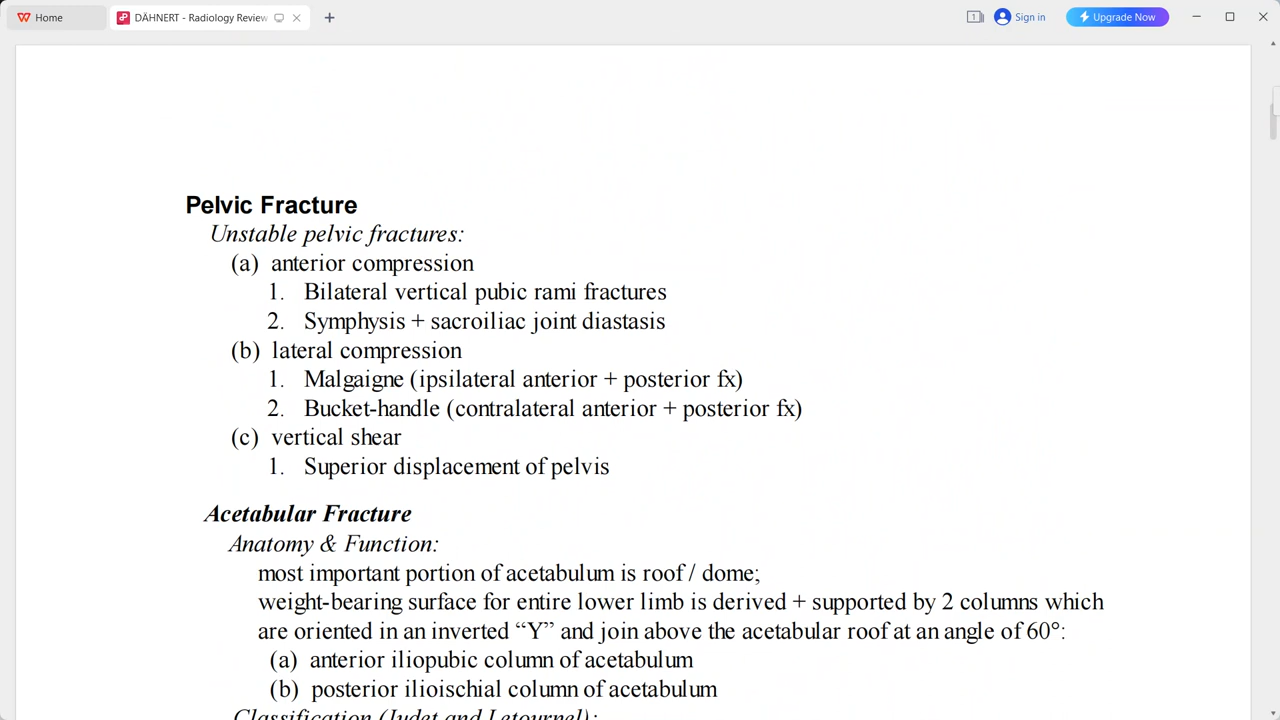 Home
DÄHNERT - Radiology Review
1
Sign in
Upgrade Now
Pelvic Fracture
Unstable pelvic fractures:
(a) anterior compression
1. Bilateral vertical pubic rami fractures
2. Symphysis + sacroiliac joint diastasis
(b) lateral compression
1. Malgaigne (ipsilateral anterior + posterior fx)
2. Bucket-handle (contralateral anterior + posterior fx)
(c) vertical shear
1. Superior displacement of pelvis
Acetabular Fracture
Anatomy & Function:
most important portion of acetabulum is roof / dome;
weight-bearing surface for entire lower limb is derived + supported by 2 columns which
are oriented in an inverted “Y” and join above the acetabular roof at an angle of 60°:
(a) anterior iliopubic column of acetabulum
(b) posterior ilioischial column of acetabulum
Classification (Judet and Letournel):